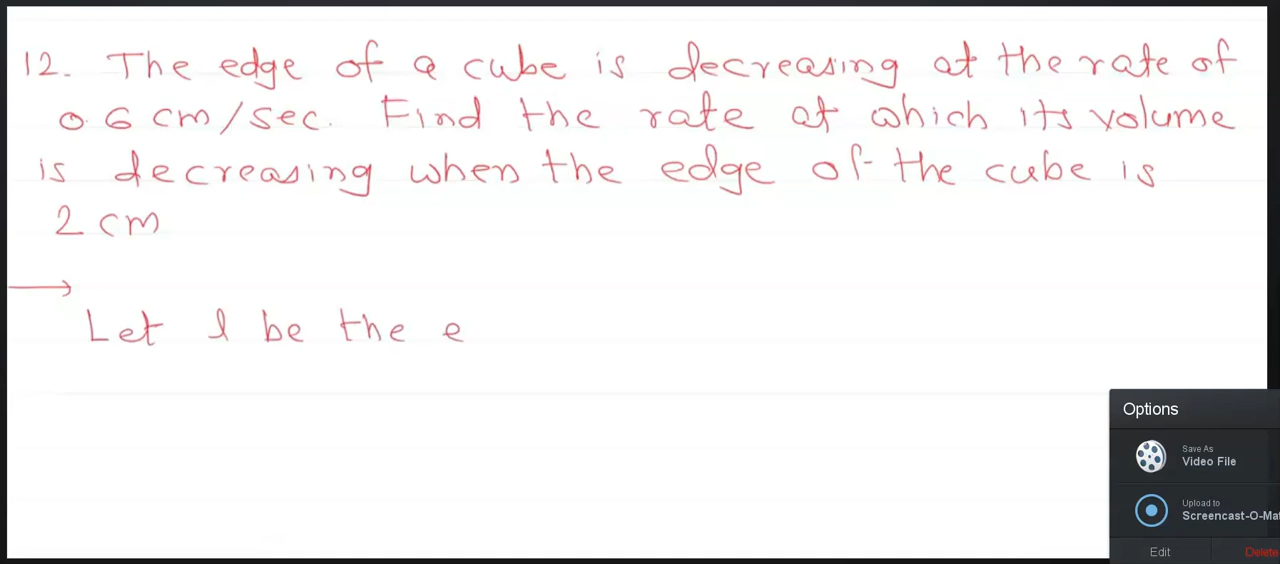 12. The edge of a cube is decreasing at the rate of
0.6 cm/sec. Find the rate at which its volume
is decreasing when the edge of the cube is
2 cm
→
Let l be the e
Options
Save As
Video File
Upload to
Screencast-O-Mat
Edit
Delete